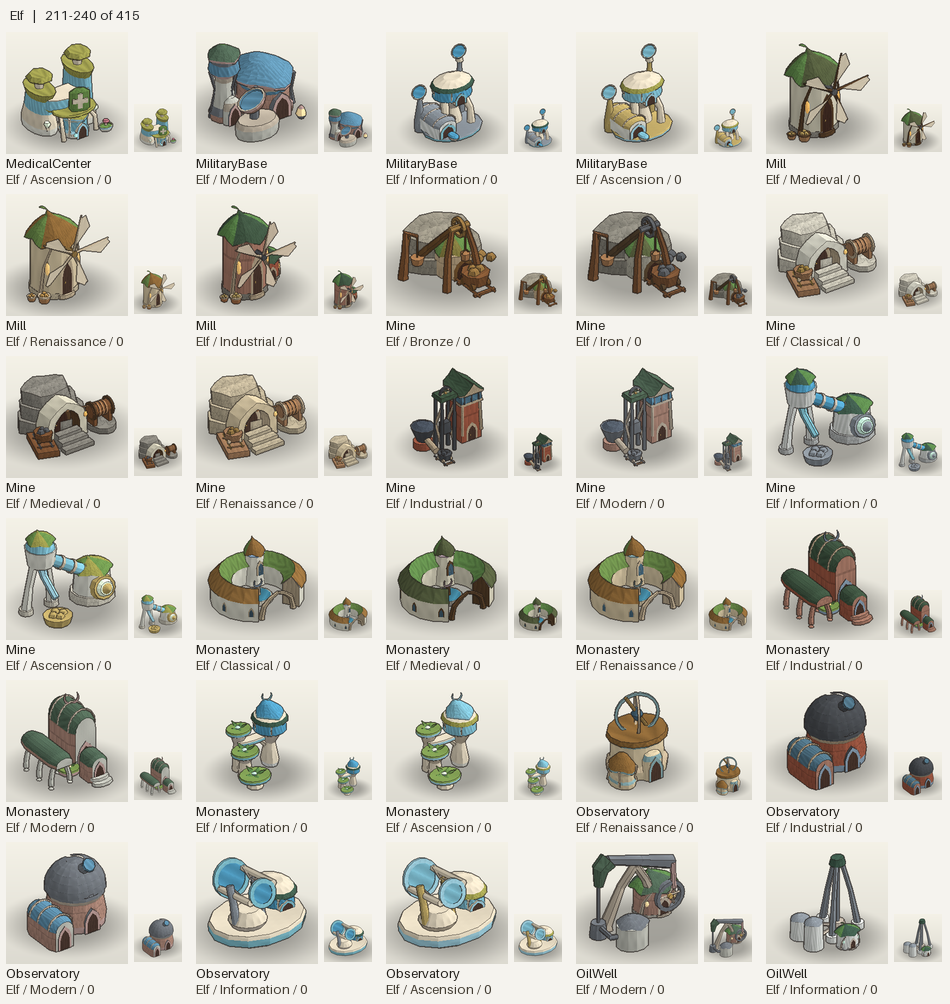 Elf | 211-240 of 415
MedicalCenter
Elf / Ascension / 0
MilitaryBase
Elf / Modern / 0
MilitaryBase
Elf / Information / 0
MilitaryBase
Elf / Ascension / 0
Mill
Elf / Medieval / 0
Mill
Elf / Renaissance / 0
Mill
Elf / Industrial / 0
Mine
Elf / Bronze / 0
Mine
Elf / Iron / 0
Mine
Elf / Classical / 0
Mine
Elf / Medieval / 0
Mine
Elf / Renaissance / 0
Mine
Elf / Industrial / 0
Mine
Elf / Modern / 0
Mine
Elf / Information / 0
Mine
Elf / Ascension / 0
Monastery
Elf / Classical / 0
Monastery
Elf / Medieval / 0
Monastery
Elf / Renaissance / 0
Monastery
Elf / Industrial / 0
Monastery
Elf / Modern / 0
Monastery
Elf / Information / 0
Monastery
Elf / Ascension / 0
Observatory
Elf / Renaissance / 0
Observatory
Elf / Industrial / 0
Observatory
Elf / Modern / 0
Observatory
Elf / Information / 0
Observatory
Elf / Ascension / 0
OilWell
Elf / Modern / 0
OilWell
Elf / Information / 0